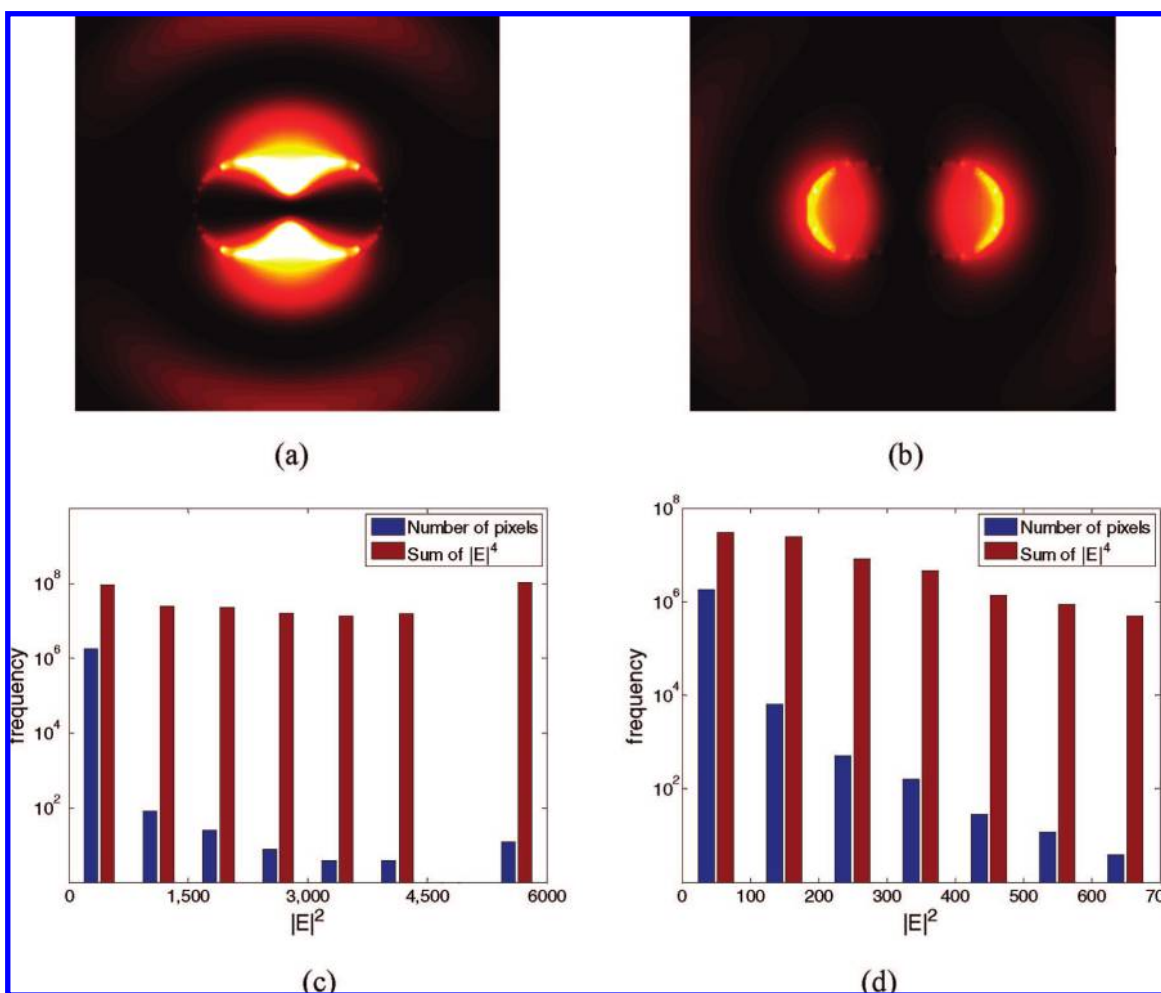 (a)
(b)
Number of pixels
Sum of |E|⁴
10⁸
10⁶
10⁴
10²
frequency
0 1,500 3,000 4,500 6000
|E|²
(c)
Number of pixels
Sum of |E|⁴
10⁸
10⁶
10⁴
10²
frequency
0 100 200 300 400 500 600 70
|E|²
(d)